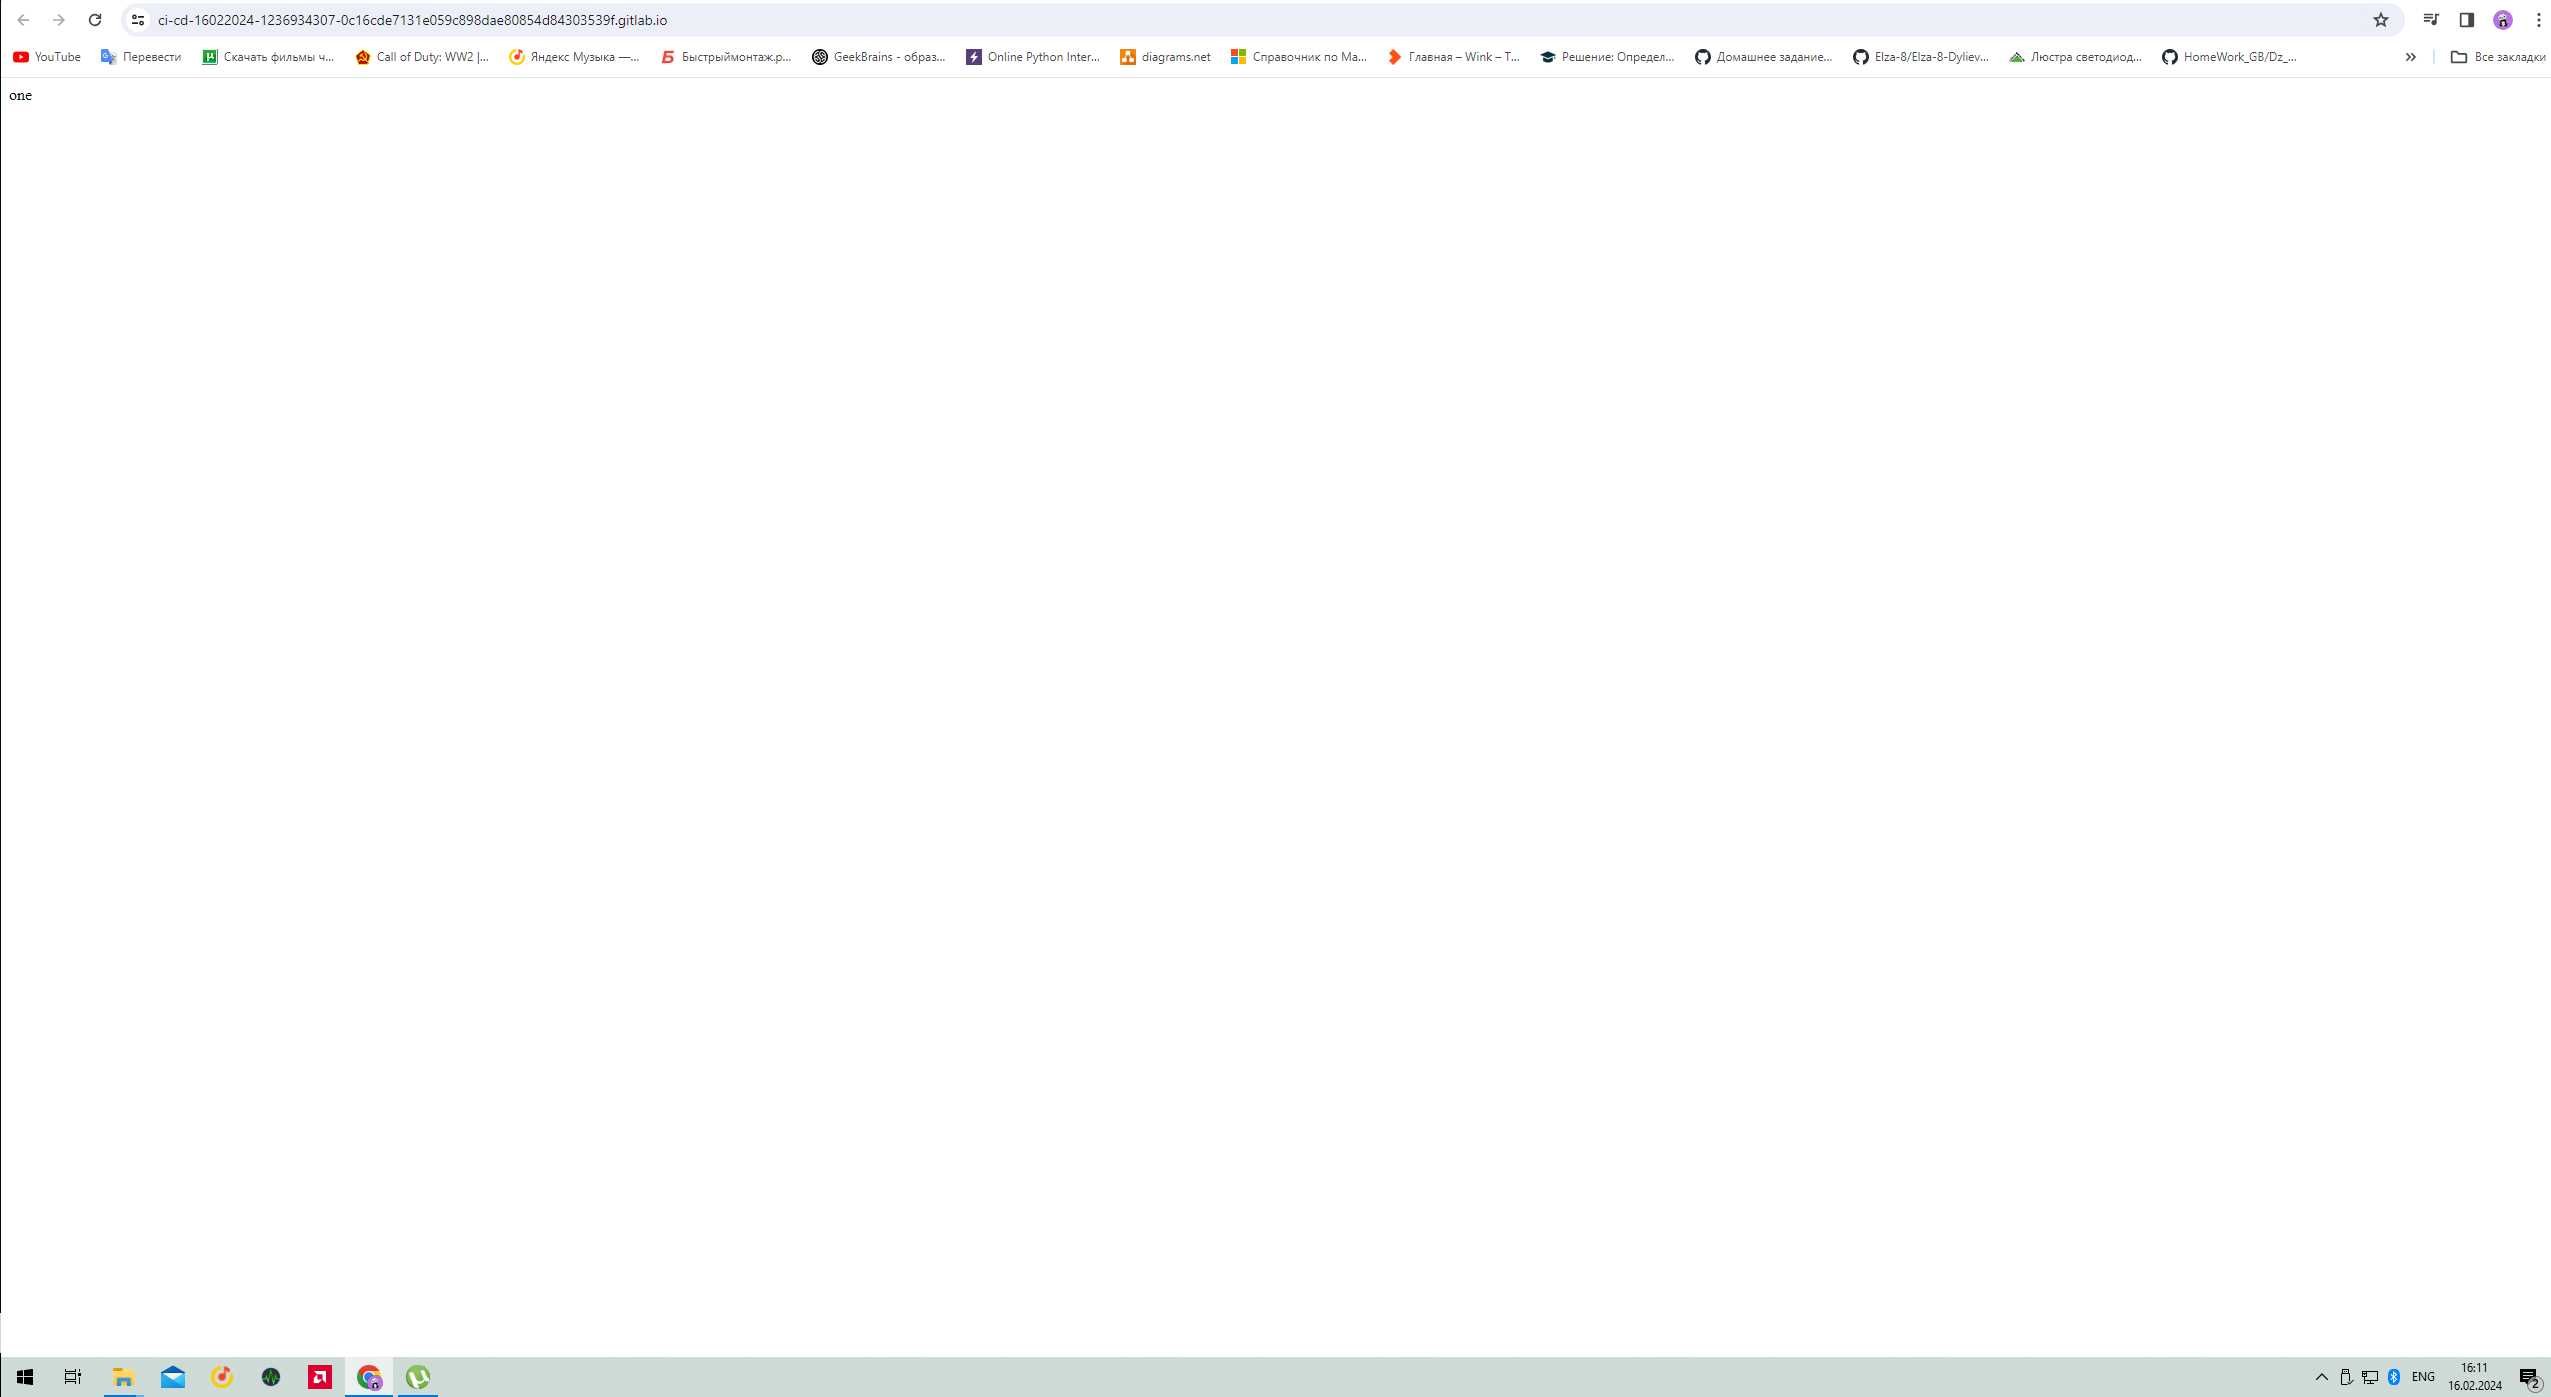 ci-cd-16022024-1236934307-0c16cde7131e059c898dae80854d84303539f.gitlab.io
YouTube Перевести Скачать фильмы ч... Call of Duty: WW2 |... Яндекс Музыка —... Быстрыймонтаж.р... GeekBrains - образ... Online Python Inter... diagrams.net Справочник по Ma... Главная – Wink – T... Решение: Определ... Домашнее задание... Elza-8/Elza-8-Dyliev... Люстра светодиод... HomeWork_GB/Dz_... » Все закладки
one
ENG 16:11
16.02.2024 2